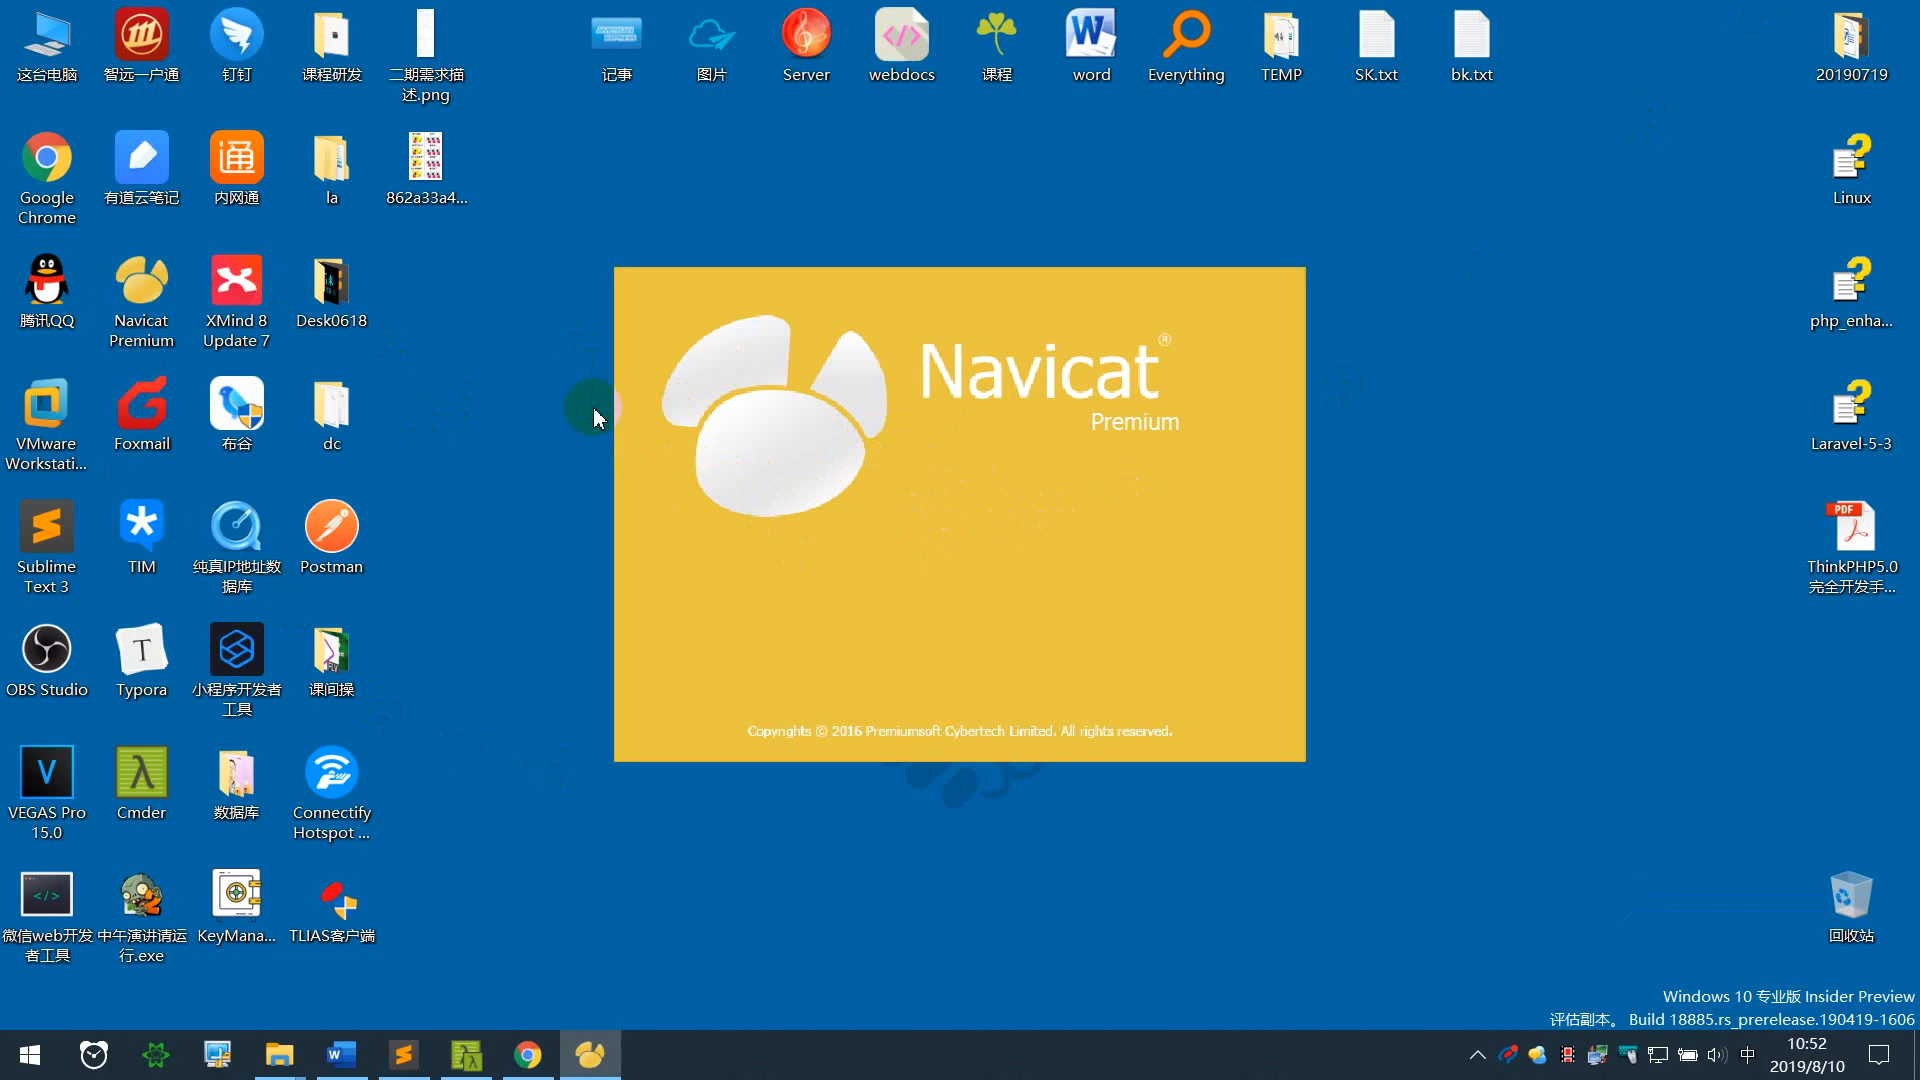 这台电脑
智远一户通
钉钉
课程研发
二期需求描
述.png
记事
图片
Server
webdocs
课程
word
Everything
TEMP
SK.txt
bk.txt
20190719
Google
Chrome
有道云笔记
内网通
la
862a33a4...
Linux
腾讯QQ
Navicat
Premium
XMind 8
Update 7
Desk0618
php_enha...
VMware
Workstati...
Foxmail
布谷
dc
Laravel-5-3
Sublime
Text 3
TIM
纯真IP地址数
据库
Postman
ThinkPHP5.0
完全开发手...
OBS Studio
Typora
小程序开发者
工具
课间操
VEGAS Pro
15.0
Cmder
数据库
Connectify
Hotspot ...
微信web开发
者工具
中午演讲请运
行.exe
KeyMana...
TLIAS客户端
回收站
Navicat®
Premium
Copyrights © 2016 Premiumsoft Cybertech Limited. All rights reserved.
Windows 10 专业版 Insider Preview
评估副本。 Build 18885.rs_prerelease.190419-1606
中
10:52
2019/8/10